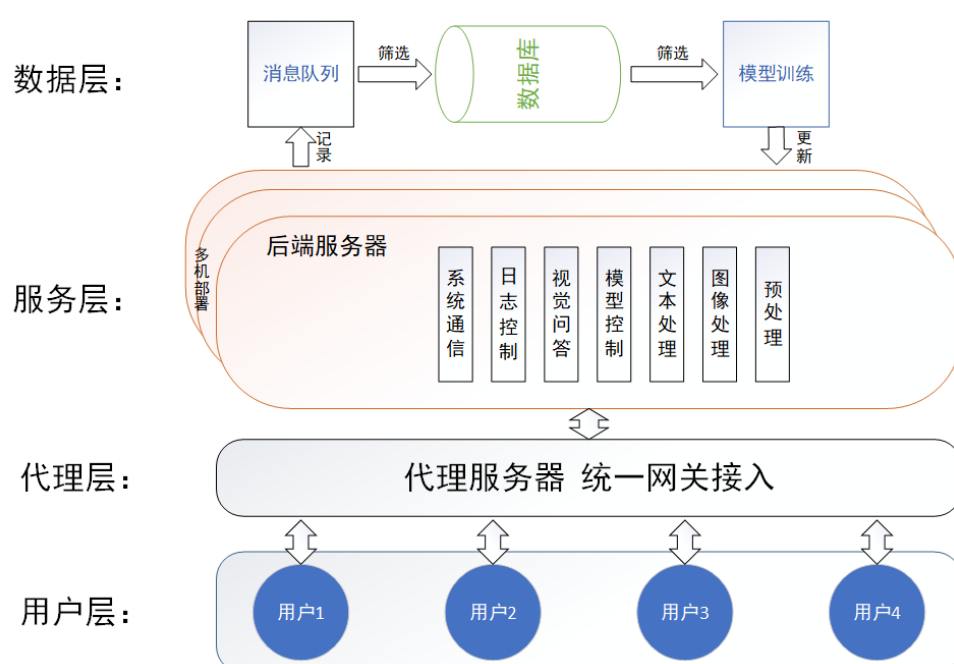 数据层：
消息队列
筛选
数据库
筛选
模型训练
记录
更新
服务层：
多机部署
后端服务器
系统通信
日志控制
视觉问答
模型控制
文本处理
图像处理
预处理
代理层：
代理服务器 统一网关接入
用户层：
用户1
用户2
用户3
用户4